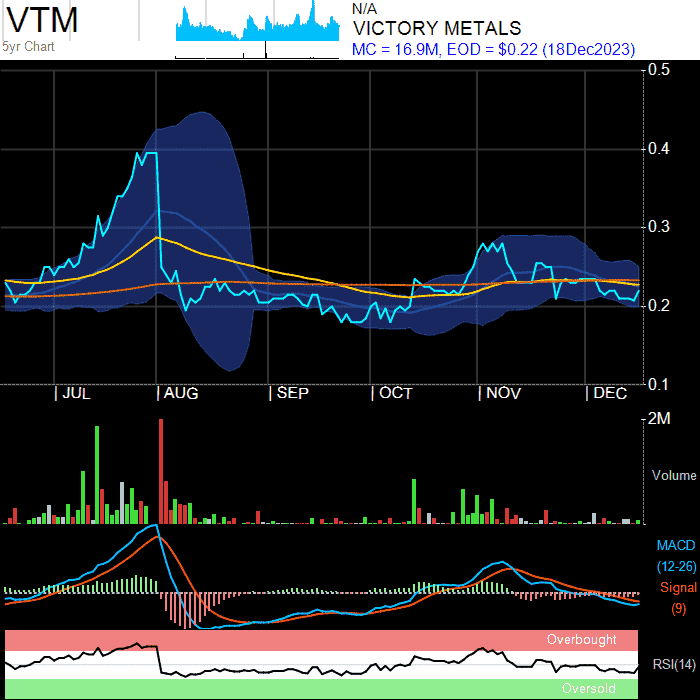 VTM
5yr Chart
N/A
VICTORY METALS
MC = 16.9M, EOD = $0.22 (18Dec2023)
0.5
0.4
0.3
0.2
0.1
JUL AUG SEP OCT NOV DEC
2M
Volume
MACD
(12-26)
Signal
(9)
Overbought
RSI(14)
Oversold